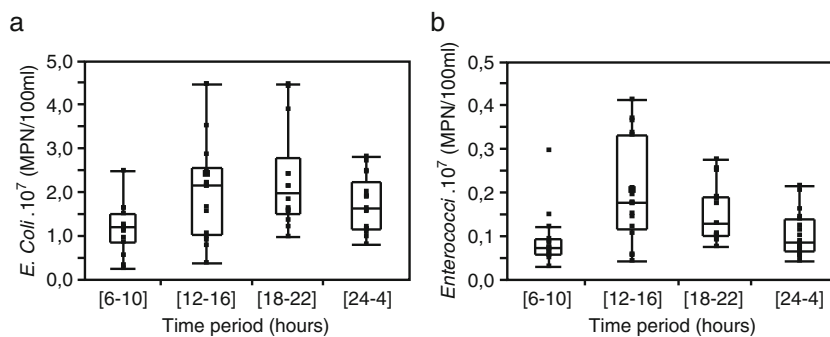 a
E. Coli .10⁷ (MPN/100ml)
5,0
4,0
3,0
2,0
1,0
0,0
[6-10] [12-16] [18-22] [24-4]
Time period (hours)
b
Enterococci .10⁷ (MPN/100ml)
0,5
0,4
0,3
0,2
0,1
0,0
[6-10] [12-16] [18-22] [24-4]
Time period (hours)